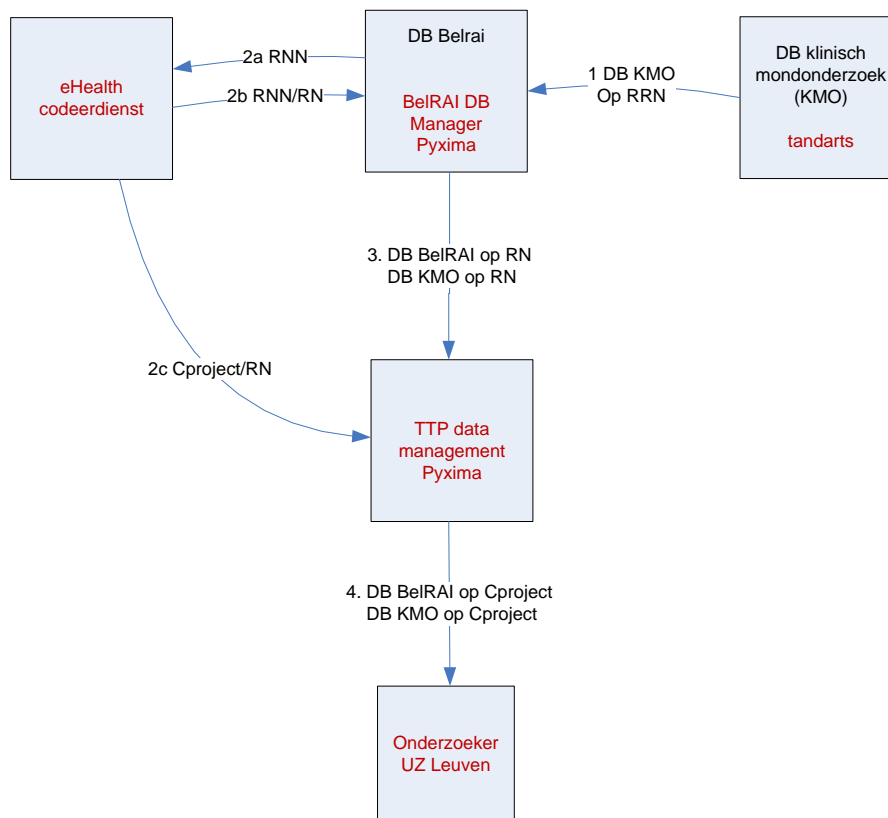 eHealth
codeerdienst
2a RNN
2b RNN/RN
DB Belrai
BelRAI DB
Manager
Pyxima
1 DB KMO
Op RRN
DB klinisch
mondonderzoek
(KMO)
tandarts
3. DB BelRAI op RN
DB KMO op RN
2c Cproject/RN
TTP data
management
Pyxima
4. DB BelRAI op Cproject
DB KMO op Cproject
Onderzoeker
UZ Leuven